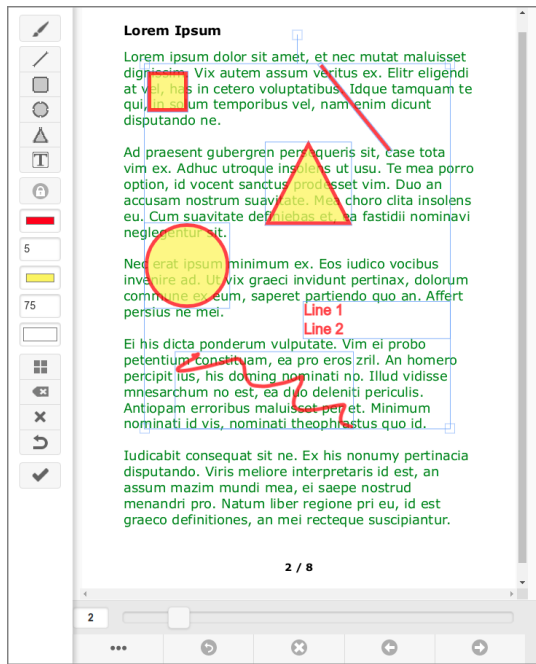 Lorem Ipsum
Lorem ipsum dolor sit amet, et nec mutat maluisset
dignissim. Vix autem assum veritus ex. Elitr eligendi
at vel, has in cetero voluptatibus. Idque tamquam te
qui, in solum temporibus vel, nam enim dicunt
disputando ne.
Ad praesent gubergren persequeris sit, case tota
vim ex. Adhuc utroque insolens ut usu. Te mea porro
option, id vocent sanctus prodesset vim. Duo an
accusam nostrum suavitate. Mea choro clita insolens
eu. Cum suavitate definiebas et, ea fastidii nominavi
neglegentur sit.
5
Nec erat ipsum minimum ex. Eos iudico vocibus
invenire ad. Ut vix graeci invidunt pertinax, dolorum
commune ex eum, saperet partiendo quo an. Affert
persius ne mei.
75
Line 1
Line 2
Ei his dicta ponderum vulputate. Vim ei probo
petentium constituam, ea pro eros zril. An homero
percipit ius, his doming nominati no. Illud vidisse
mnesarchum no est, ea duo deleniti periculis.
Antiopam erroribus maluisset per et. Minimum
nominati id vis, nominati theophrastus quo id.
Iudicabit consequat sit ne. Ex his nonumy pertinacia
disputando. Viris meliore interpretaris id est, an
assum mazim mundi mea, ei saepe nostrud
menandri pro. Natum liber regione pri eu, id est
graeco definitiones, an mei recteque suscipiantur.
2 / 8
2
T